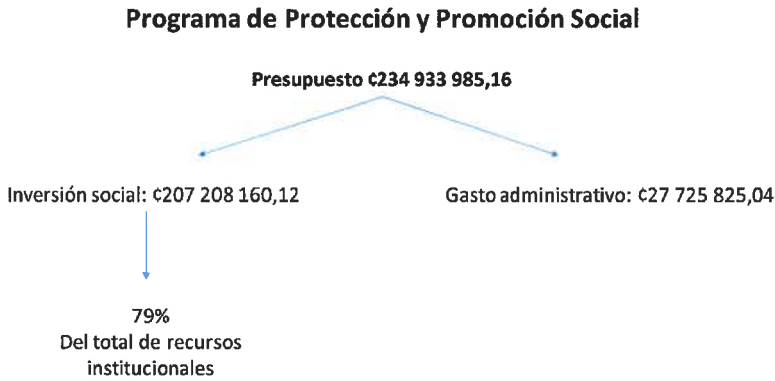 Programa de Protección y Promoción Social
Presupuesto ¢234 933 985,16
Inversión social: ¢207 208 160,12
Gasto administrativo: ¢27 725 825,04
79%
Del total de recursos
institucionales